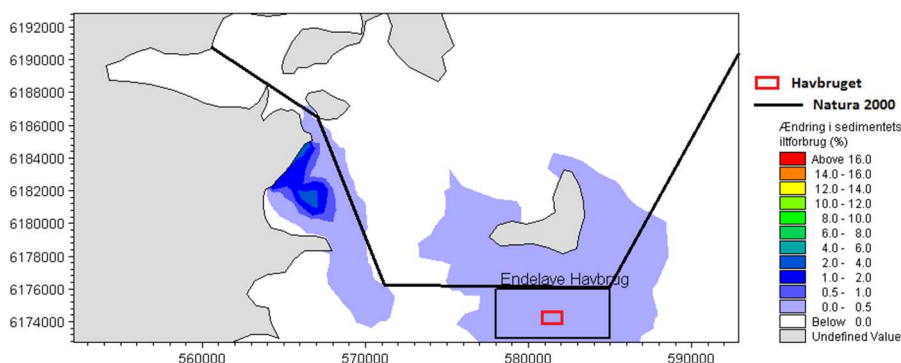 6192000
6190000
6188000
6186000
6184000
6182000
6180000
6178000
6176000
6174000
560000 570000 580000 590000
Endelave Havbrug
Havbruget
Natura 2000
Ændring i sedimentets
iltforbrug (%)
Above 16.0
14.0 - 16.0
12.0 - 14.0
10.0 - 12.0
8.0 - 10.0
6.0 - 8.0
4.0 - 6.0
2.0 - 4.0
1.0 - 2.0
0.5 - 1.0
0.0 - 0.5
Below 0.0
Undefined Value